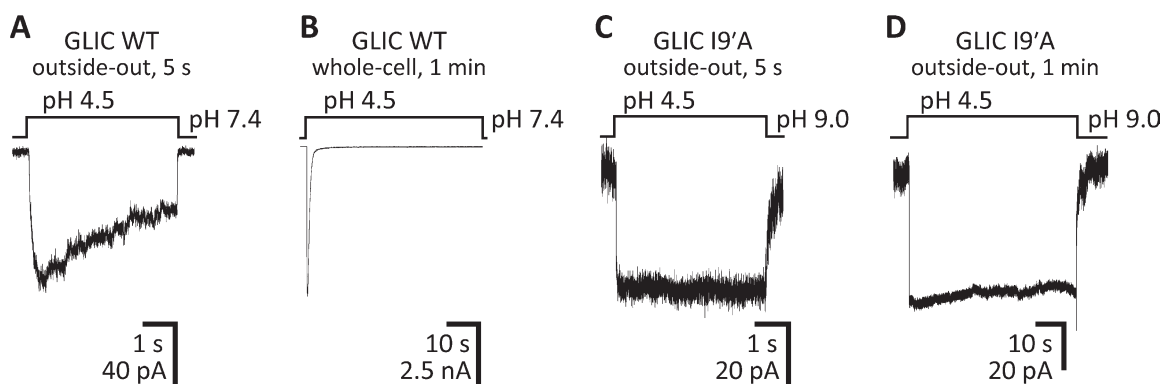 A
GLIC WT
outside-out, 5 s
pH 4.5
pH 7.4
1 s
40 pA
B
GLIC WT
whole-cell, 1 min
pH 4.5
pH 7.4
10 s
2.5 nA
C
GLIC I9′A
outside-out, 5 s
pH 4.5
pH 9.0
1 s
20 pA
D
GLIC I9′A
outside-out, 1 min
pH 4.5
pH 9.0
10 s
20 pA